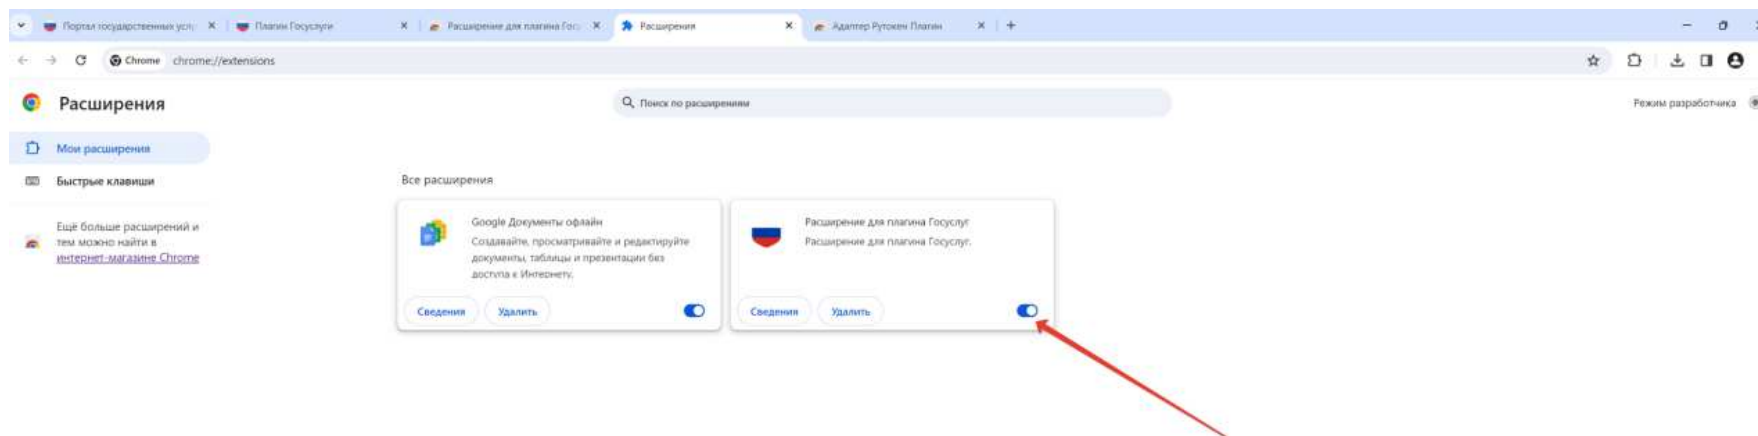 Портал государственных услу
Плагин Госуслуги
Расширение для плагина Госу
Расширения
Адаптер Рутокен Плагин
Chrome chrome://extensions
Расширения
Поиск по расширениям
Режим разработчика
Мои расширения
Быстрые клавиши
Ещё больше расширений и
тем можно найти в
интернет-магазине Chrome
Все расширения
Google Документы офлайн
Создавайте, просматривайте и редактируйте
документы, таблицы и презентации без
доступа к Интернету.
Сведения Удалить
Расширение для плагина Госуслуг
Расширение для плагина Госуслуг.
Сведения Удалить